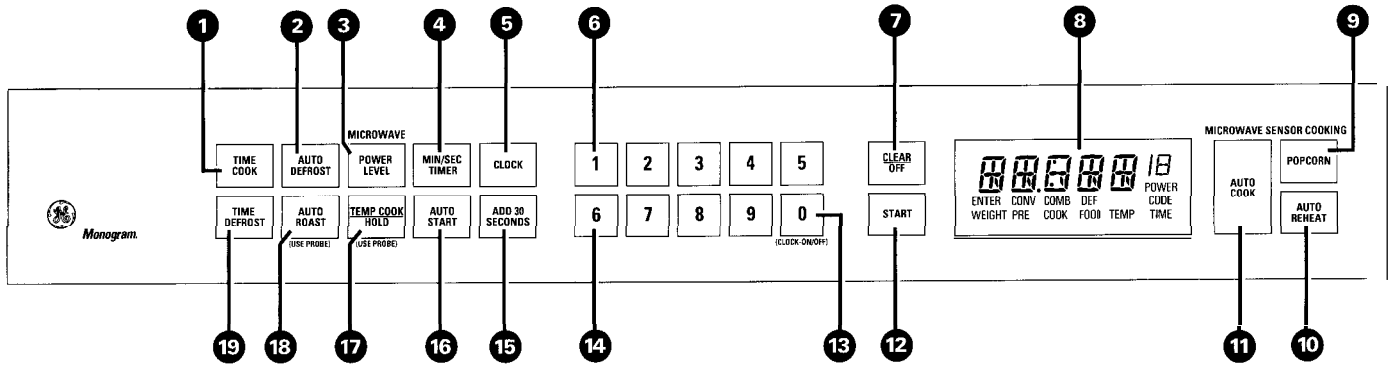 1 2 3 4 5 6 7 8 9
MICROWAVE
MICROWAVE SENSOR COOKING
TIME COOK
AUTO DEFROST
POWER LEVEL
MIN/SEC TIMER
CLOCK
1 2 3 4 5
CLEAR
OFF
POPCORN
TIME DEFROST
AUTO ROAST
TEMP COOK
HOLD
AUTO START
ADD 30 SECONDS
6 7 8 9 0
START
(USE PROBE)
(USE PROBE)
(CLOCK-ON/OFF)
18
POWER
ENTER CONV COMB DEF CODE
WEIGHT PRE COOK FOOD TEMP TIME
AUTO COOK
AUTO REHEAT
GE
Monogram.
19 18 17 16 15 14 13 12 11 10